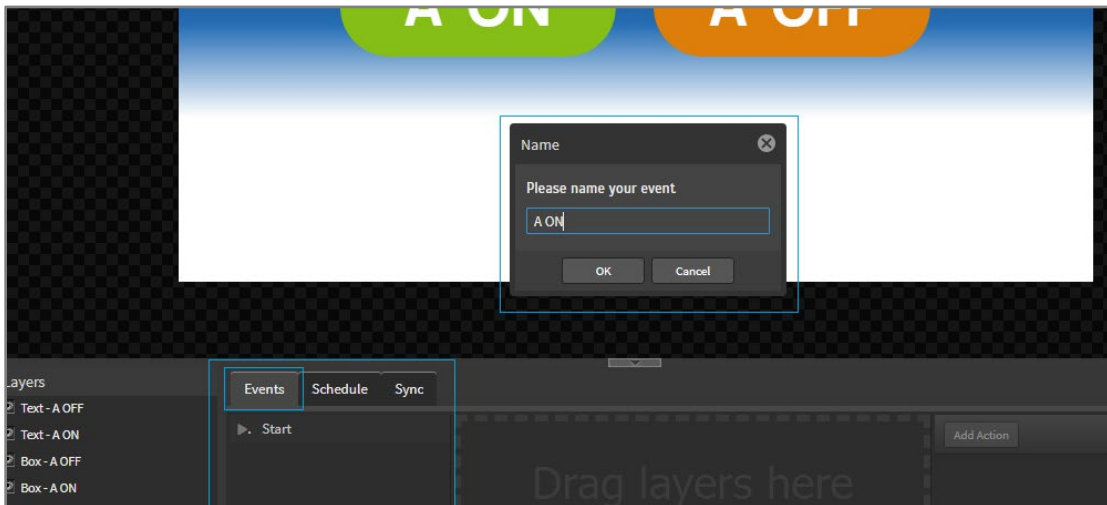 A ON
A OFF
Name
Please name your event.
A ON
OK
Cancel
Layers
Text - A OFF
Text - A ON
Box - A OFF
Box - A ON
Events
Schedule
Sync
Start
Drag layers here
Add Action